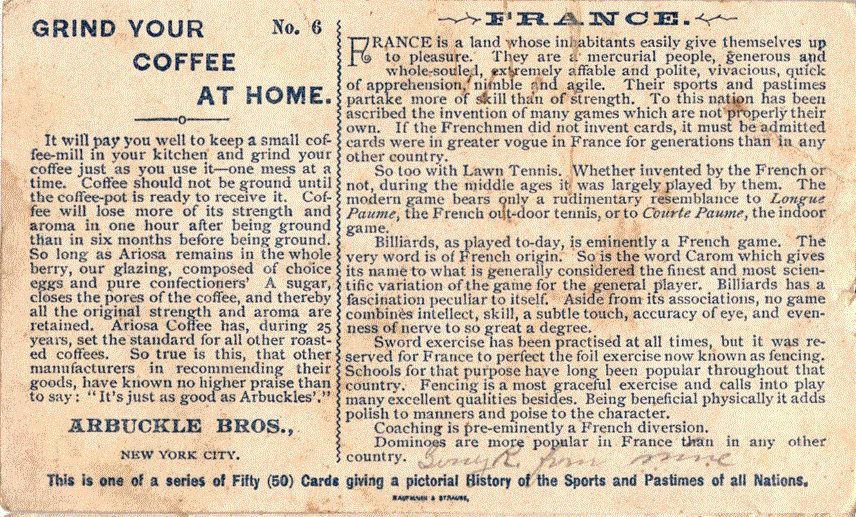 GRIND YOUR No. 6
COFFEE
AT HOME.
It will pay you well to keep a small cof-
fee-mill in your kitchen and grind your
coffee just as you use it—one mess at a
time. Coffee should not be ground until
the coffee-pot is ready to receive it. Cof-
fee will lose more of its strength and
aroma in one hour after being ground
than in six months before being ground.
So long as Ariosa remains in the whole
berry, our glazing, composed of choice
eggs and pure confectioners' A sugar,
closes the pores of the coffee, and thereby
all the original strength and aroma are
retained. Ariosa Coffee has, during 25
years, set the standard for all other roast-
ed coffees. So true is this, that other
manufacturers in recommending their
goods, have known no higher praise than
to say: "It's just as good as Arbuckles'."
ARBUCKLE BROS.,
NEW YORK CITY.
FRANCE.
FRANCE is a land whose inhabitants easily give themselves up
to pleasure. They are a mercurial people, generous and
whole-souled, extremely affable and polite, vivacious, quick
of apprehension, nimble and agile. Their sports and pastimes
partake more of skill than of strength. To this nation has been
ascribed the invention of many games which are not properly their
own. If the Frenchmen did not invent cards, it must be admitted
cards were in greater vogue in France for generations than in any
other country.
So too with Lawn Tennis. Whether invented by the French or
not, during the middle ages it was largely played by them. The
modern game bears only a rudimentary resemblance to Longue
Paume, the French out-door tennis, or to Courte Paume, the indoor
game.
Billiards, as played to-day, is eminently a French game. The
very word is of French origin. So is the word Carom which gives
its name to what is generally considered the finest and most scien-
tific variation of the game for the general player. Billiards has a
fascination peculiar to itself. Aside from its associations, no game
combines intellect, skill, a subtle touch, accuracy of eye, and even-
ness of nerve to so great a degree.
Sword exercise has been practised at all times, but it was re-
served for France to perfect the foil exercise now known as fencing.
Schools for that purpose have long been popular throughout that
country. Fencing is a most graceful exercise and calls into play
many excellent qualities besides. Being beneficial physically it adds
polish to manners and poise to the character.
Coaching is pre-eminently a French diversion.
Dominoes are more popular in France than in any other
country.
from mine
This is one of a series of Fifty (50) Cards giving a pictorial History of the Sports and Pastimes of all Nations.
KAUFMANN & STRAUSS,